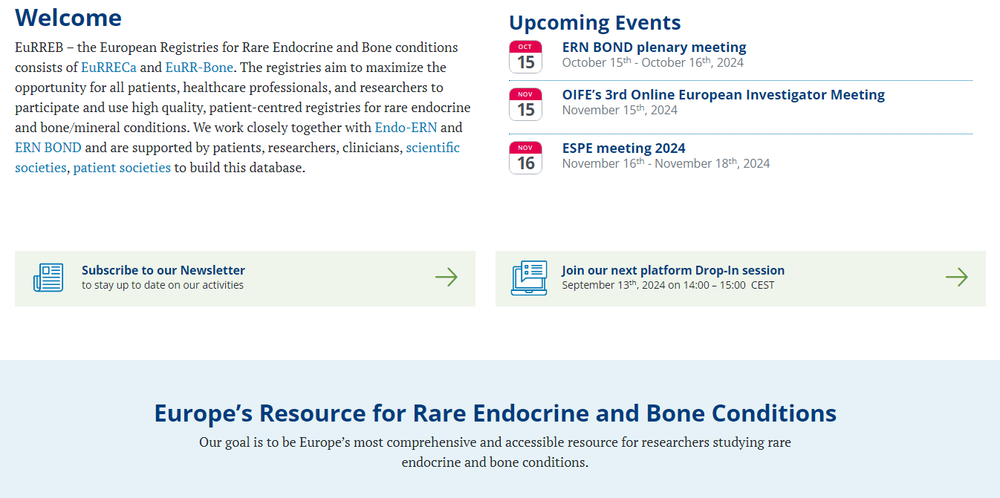 Welcome
EuRREB – the European Registries for Rare Endocrine and Bone conditions
consists of EuRRECa and EuRR-Bone. The registries aim to maximize the
opportunity for all patients, healthcare professionals, and researchers to
participate and use high quality, patient-centred registries for rare endocrine
and bone/mineral conditions. We work closely together with Endo-ERN and
ERN BOND and are supported by patients, researchers, clinicians, scientific
societies, patient societies to build this database.
Upcoming Events
OCT
15
ERN BOND plenary meeting
October 15th - October 16th, 2024
NOV
15
OIFE’s 3rd Online European Investigator Meeting
November 15th, 2024
NOV
16
ESPE meeting 2024
November 16th - November 18th, 2024
Subscribe to our Newsletter
to stay up to date on our activities
Join our next platform Drop-In session
September 13th, 2024 on 14:00 – 15:00 CEST
Europe’s Resource for Rare Endocrine and Bone Conditions
Our goal is to be Europe’s most comprehensive and accessible resource for researchers studying rare
endocrine and bone conditions.